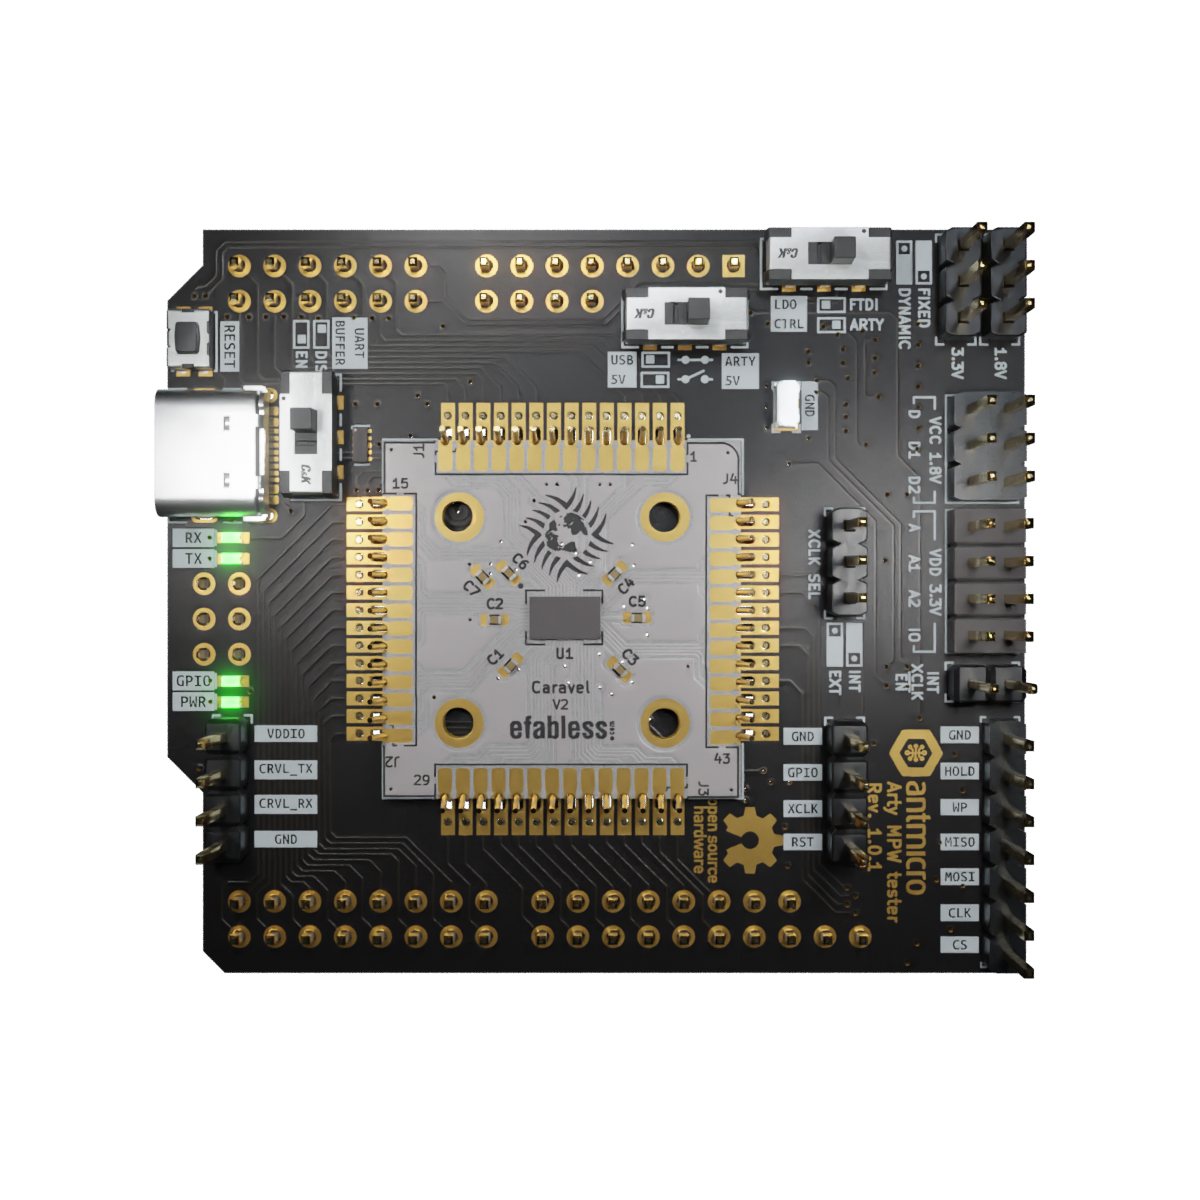 C&K
LDO
FTDI
CTRL
ARTY
FIXED
DYNAMIC
3.3V
1.8V
C&K
USB
ARTY
5V
5V
RESET
UART
BUFFER
DIS
EN
C&K
GND
J1
1
15
J4
VCC 1.8V
D
D1
D2
VDD 3.3V
A
A1
A2
IO
XCLK SEL
INT
EXT
INT
XCLK
EN
RX
TX
GPIO
PWR
C6
C7
C4
C2
C5
U1
C1
C3
Caravel
V2
efabless.com
J2
29
43
J3
VDDIO
CRVL_TX
CRVL_RX
GND
GND
GPIO
XCLK
RST
open source
hardware
antmicro
Arty MPW tester
Rev. 1.0.1
GND
HOLD
WP
MISO
MOSI
CLK
CS